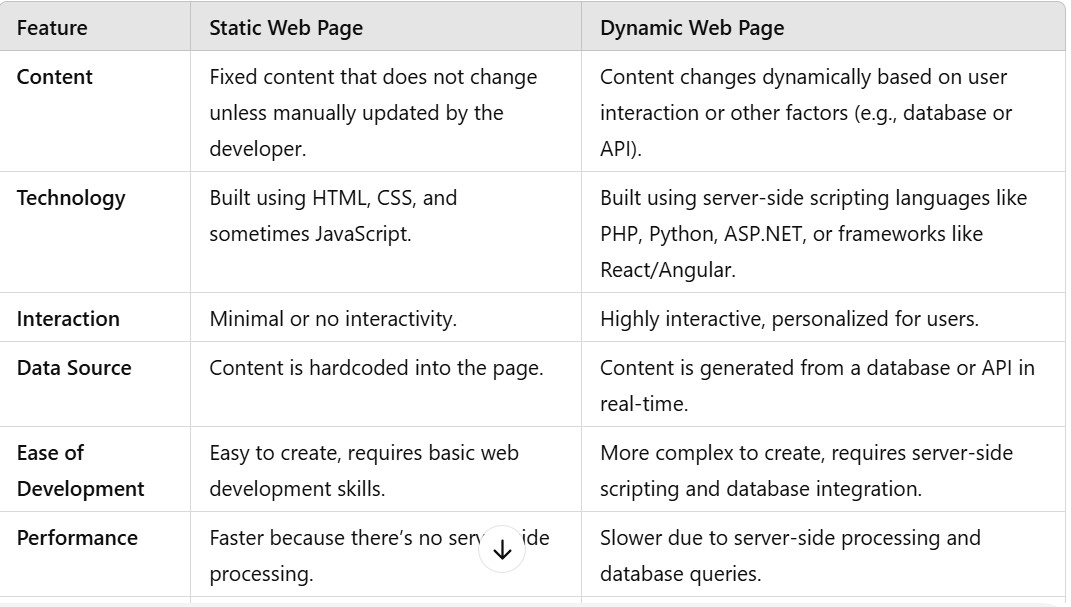 Feature Static Web Page Dynamic Web Page
Content Fixed content that does not change Content changes dynamically based on user
unless manually updated by the interaction or other factors (e.g., database or
developer. API).
Technology Built using HTML, CSS, and Built using server-side scripting languages like
sometimes JavaScript. PHP, Python, ASP.NET, or frameworks like
React/Angular.
Interaction Minimal or no interactivity. Highly interactive, personalized for users.
Data Source Content is hardcoded into the page. Content is generated from a database or API in
real-time.
Ease of Easy to create, requires basic web More complex to create, requires server-side
Development development skills. scripting and database integration.
Performance Faster because there’s no Slower due to server-side processing and
processing. database queries.